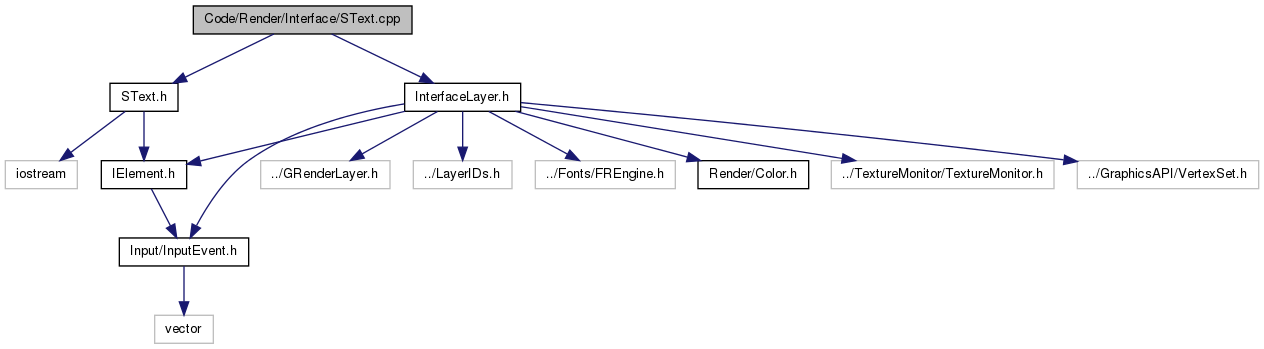 Code/Render/Interface/SText.cpp
SText.h
InterfaceLayer.h
iostream
IElement.h
../GRenderLayer.h
../LayerIDs.h
../Fonts/FREngine.h
Render/Color.h
../TextureMonitor/TextureMonitor.h
../GraphicsAPI/VertexSet.h
Input/InputEvent.h
vector